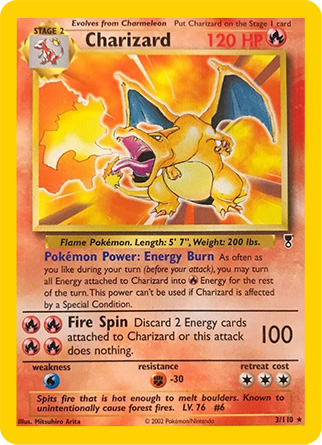 Evolves from Charmeleon Put Charizard on the Stage 1 card
STAGE 2
Charizard 120 HP
Flame Pokémon. Length: 5' 7", Weight: 200 lbs.
Pokémon Power: Energy Burn As often as
you like during your turn (before your attack), you may turn
all Energy attached to Charizard into Energy for the rest
of the turn. This power can't be used if Charizard is affected
by a Special Condition.
Fire Spin Discard 2 Energy cards
attached to Charizard or this attack
does nothing.
100
weakness resistance retreat cost
-30
Spits fire that is hot enough to melt boulders. Known to
unintentionally cause forest fires. LV. 76 #6
Illus. Mitsuhiro Arita ©2002 Pokémon/Nintendo 3/110 ★